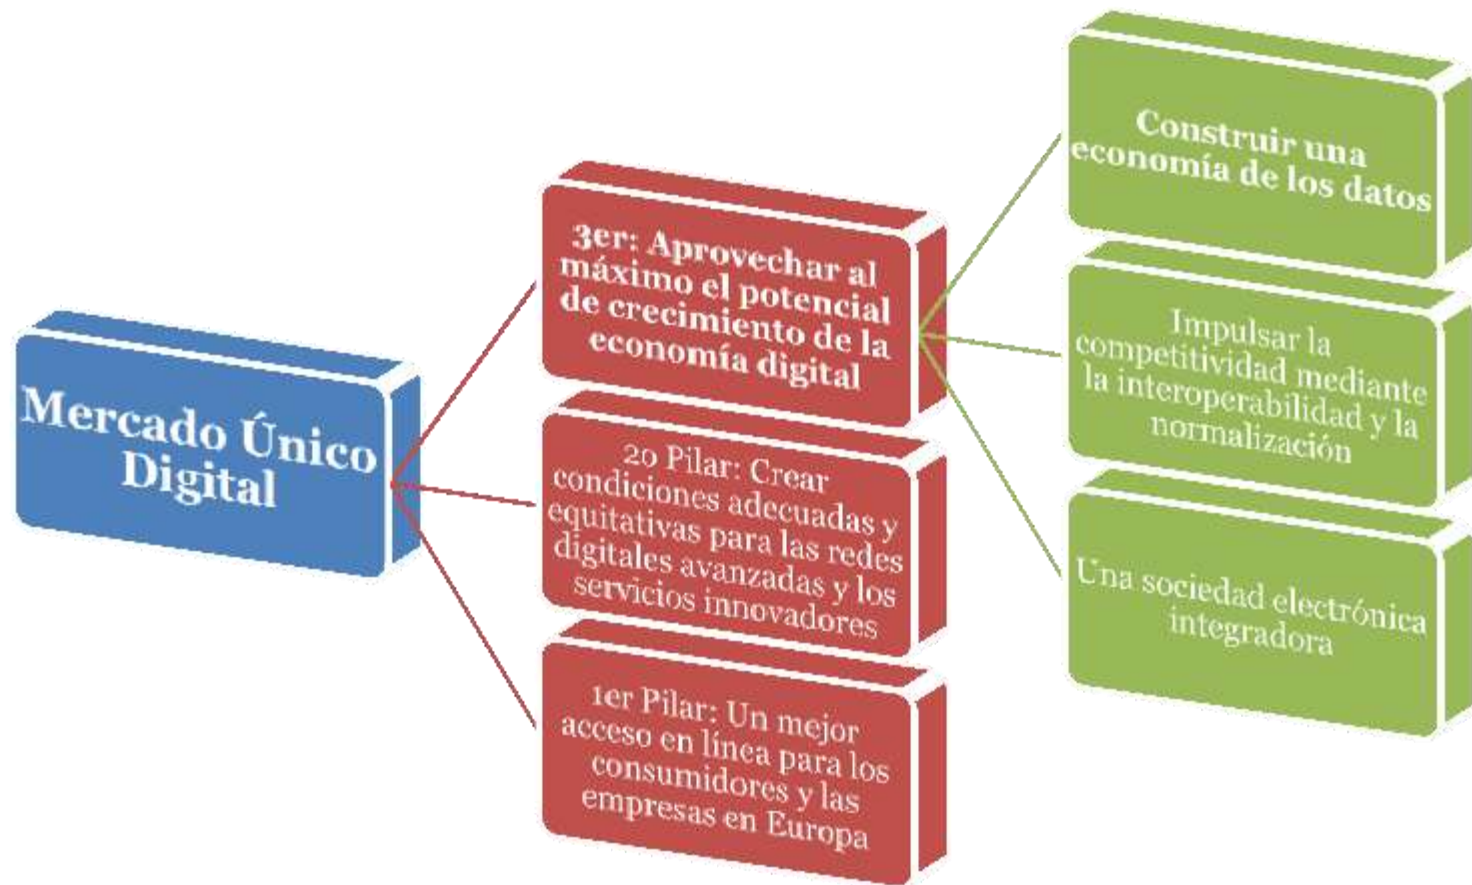 Mercado Único
Digital
3er: Aprovechar al
máximo el potencial
de crecimiento de la
economía digital
2o Pilar: Crear
condiciones adecuadas y
equitativas para las redes
digitales avanzadas y los
servicios innovadores
1er Pilar: Un mejor
acceso en línea para los
consumidores y las
empresas en Europa
Construir una
economía de los datos
Impulsar la
competitividad mediante
la interoperabilidad y la
normalización
Una sociedad electrónica
integradora